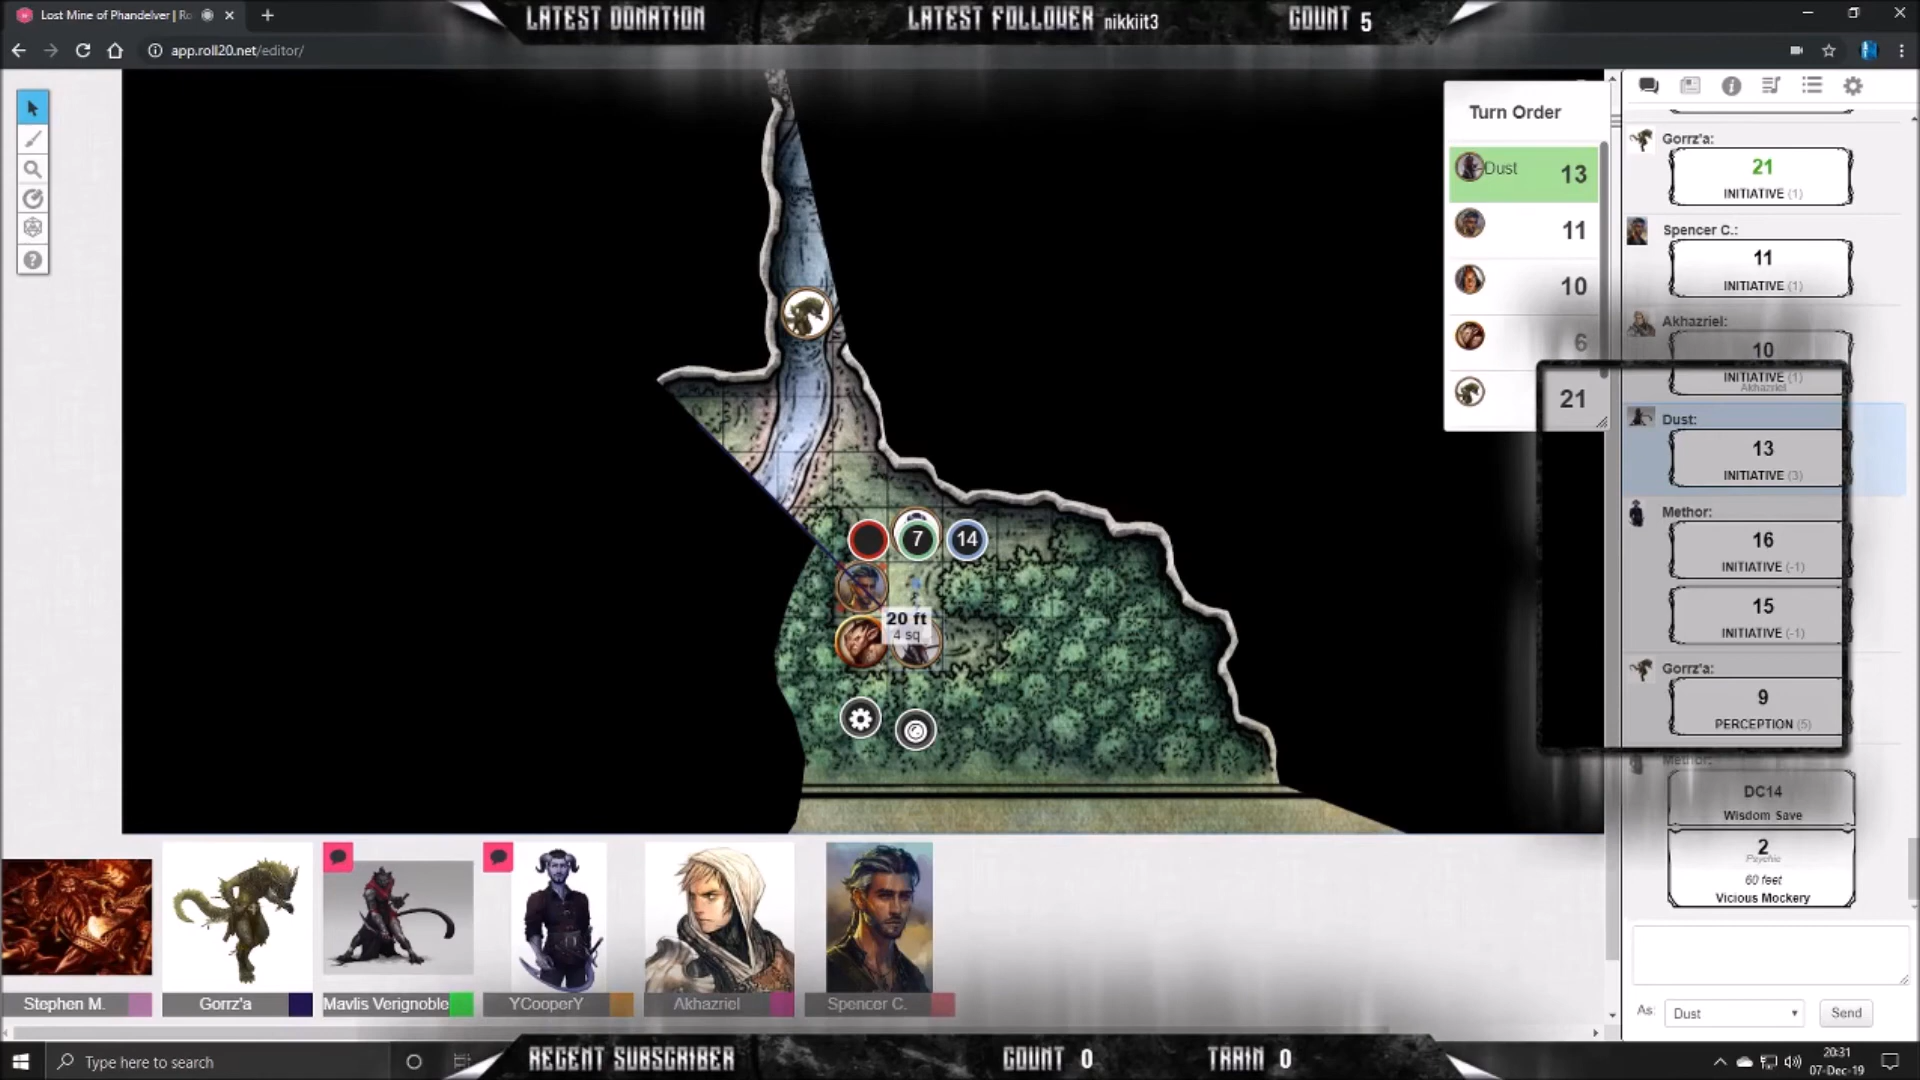 Lost Mine of Phandelver | Ro
LATEST DONATION
LATEST FOLLOWER nikkiit3
COUNT 5
app.roll20.net/editor/
Turn Order
Dust 13
11
10
6
21
Gorrz'a:
21
INITIATIVE (1)
Spencer C.:
11
INITIATIVE (1)
Akhazriel:
10
INITIATIVE (1)
Akhazriel
Dust:
13
INITIATIVE (3)
Methor:
16
INITIATIVE (-1)
15
INITIATIVE (-1)
Gorrz'a:
9
PERCEPTION (5)
Methor:
DC14
Wisdom Save
2
Psychic
60 feet
Vicious Mockery
7
14
20 ft
4 sq
Stephen M.
Gorrz'a
Mavlis Verignoble
YCooperY
Akhazriel
Spencer C.
As:
Dust
Send
Type here to search
RECENT SUBSCRIBER
COUNT 0
TRAIN 0
20:31
07-Dec-19